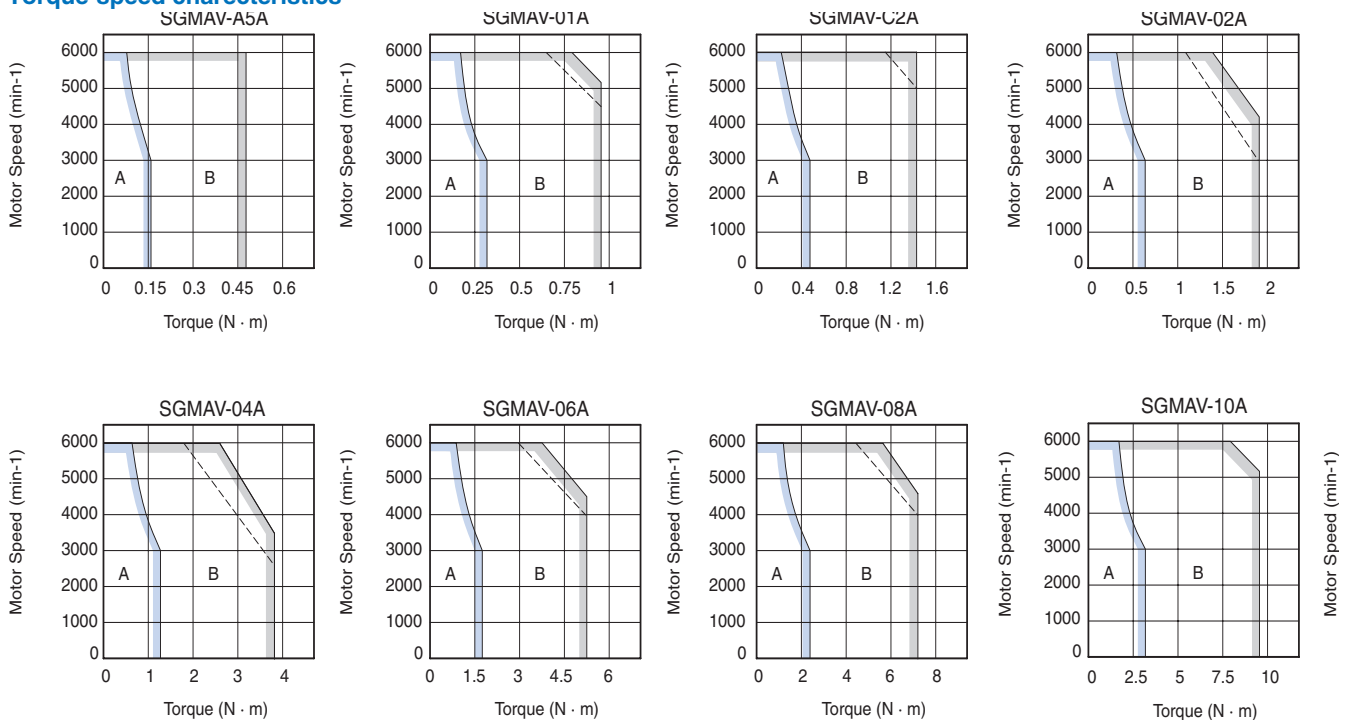 Torque-speed charecteristics
SGMAV-A5A
Motor Speed (min-1)
6000
5000
4000
3000
2000
1000
0
A
B
0 0.15 0.3 0.45 0.6
Torque (N · m)
SGMAV-01A
Motor Speed (min-1)
6000
5000
4000
3000
2000
1000
0
A
B
0 0.25 0.5 0.75 1
Torque (N · m)
SGMAV-C2A
Motor Speed (min-1)
6000
5000
4000
3000
2000
1000
0
A
B
0 0.4 0.8 1.2 1.6
Torque (N · m)
SGMAV-02A
Motor Speed (min-1)
6000
5000
4000
3000
2000
1000
0
A
B
0 0.5 1 1.5 2
Torque (N · m)
SGMAV-04A
Motor Speed (min-1)
6000
5000
4000
3000
2000
1000
0
A
B
0 1 2 3 4
Torque (N · m)
SGMAV-06A
Motor Speed (min-1)
6000
5000
4000
3000
2000
1000
0
A
B
0 1.5 3 4.5 6
Torque (N · m)
SGMAV-08A
Motor Speed (min-1)
6000
5000
4000
3000
2000
1000
0
A
B
0 2 4 6 8
Torque (N · m)
SGMAV-10A
Motor Speed (min-1)
6000
5000
4000
3000
2000
1000
0
A
B
0 2.5 5 7.5 10
Torque (N · m)
Motor Speed (min-1)